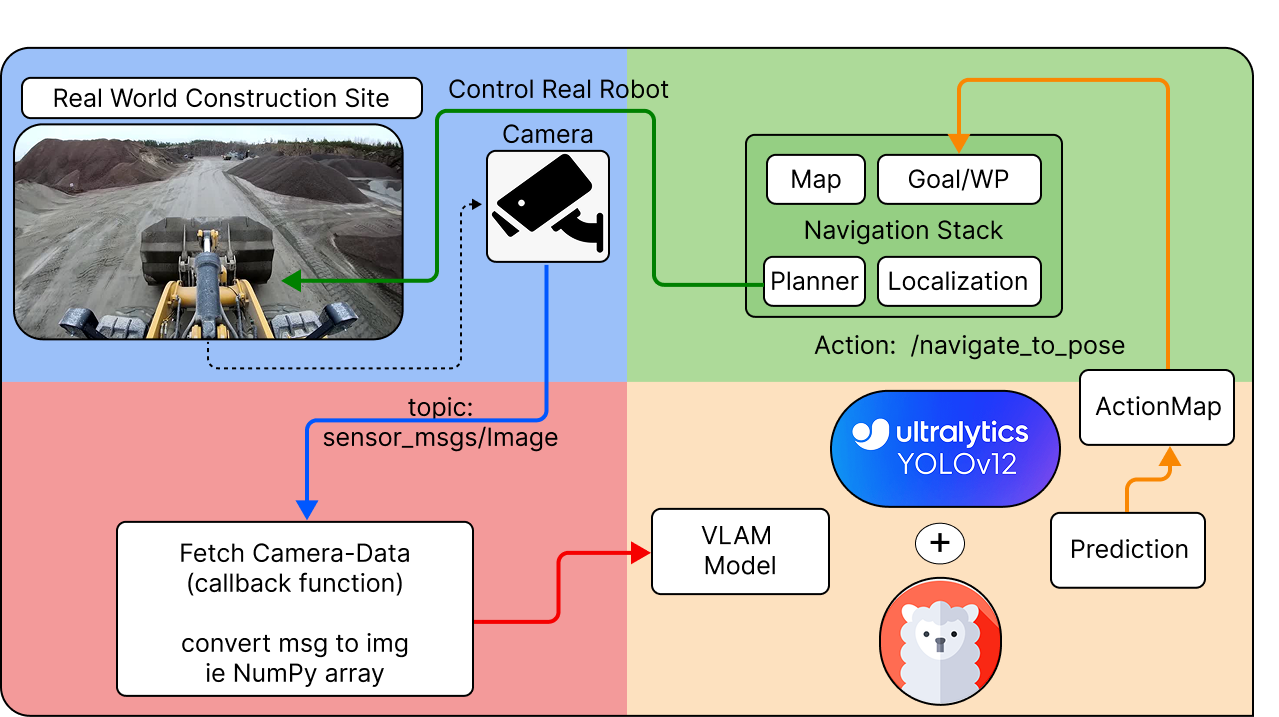 Real World Construction Site
Control Real Robot
Camera
Map
Goal/WP
Navigation Stack
Planner
Localization
Action: /navigate_to_pose
topic:
sensor_msgs/Image
Fetch Camera-Data
(callback function)
convert msg to img
ie NumPy array
VLAM
Model
ultralytics
YOLOv12
+
ActionMap
Prediction